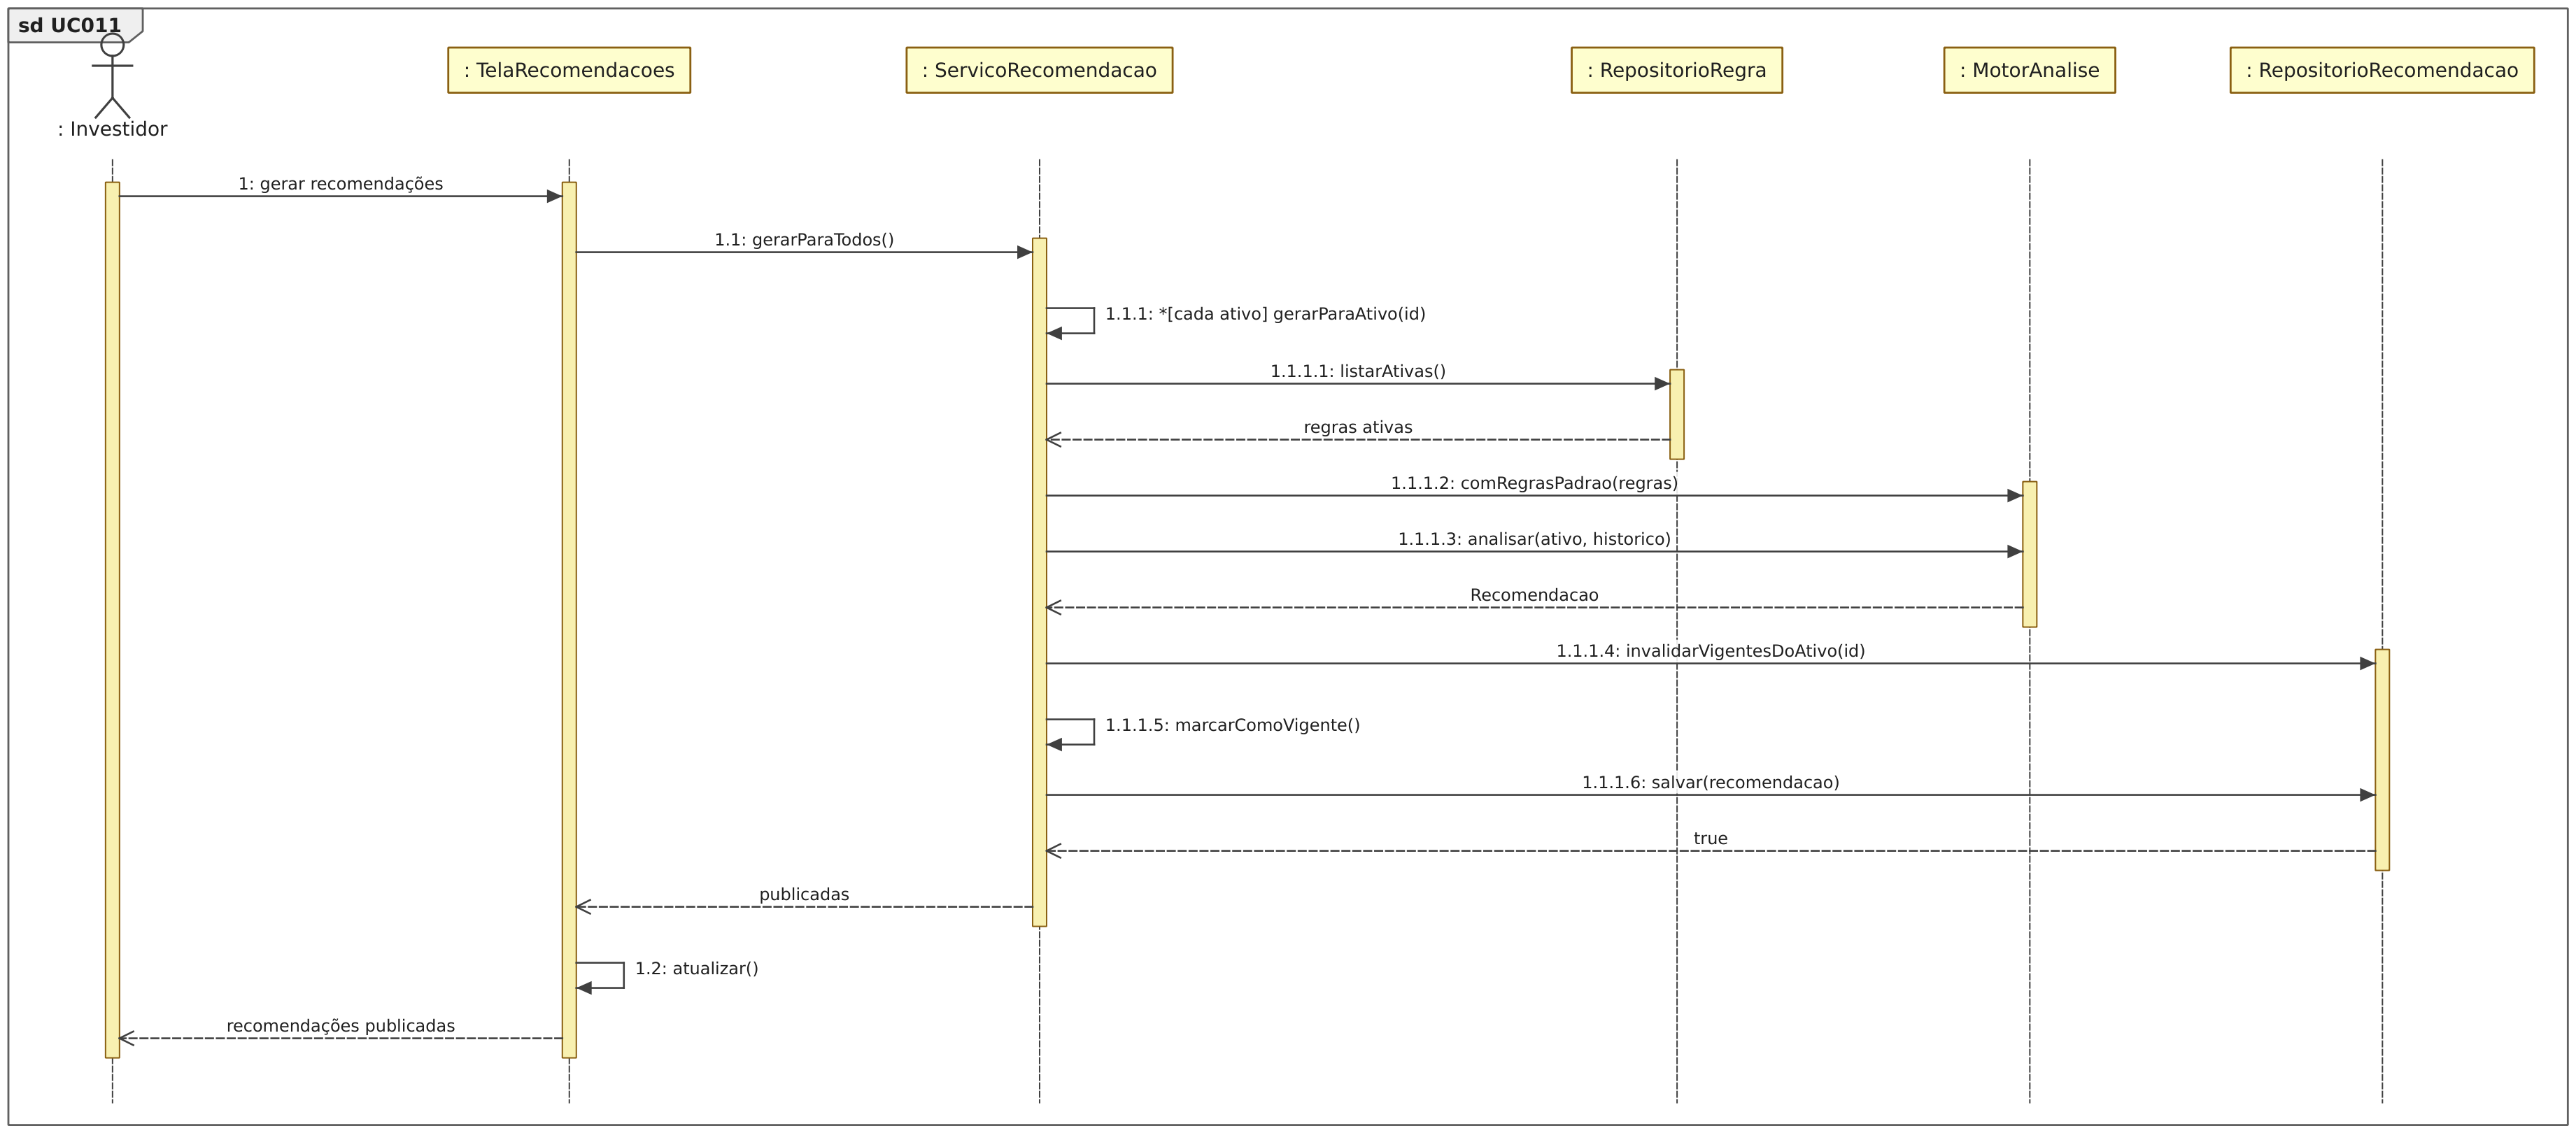 sd UC011
: Investidor
: TelaRecomendacoes
: ServicoRecomendacao
: RepositorioRegra
: MotorAnalise
: RepositorioRecomendacao
1: gerar recomendações
1.1: gerarParaTodos()
1.1.1: *[cada ativo] gerarParaAtivo(id)
1.1.1.1: listarAtivas()
regras ativas
1.1.1.2: comRegrasPadrao(regras)
1.1.1.3: analisar(ativo, historico)
Recomendacao
1.1.1.4: invalidarVigentesDoAtivo(id)
1.1.1.5: marcarComoVigente()
1.1.1.6: salvar(recomendacao)
true
publicadas
1.2: atualizar()
recomendações publicadas